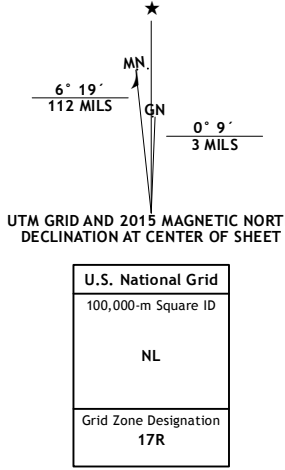 ★
MN.
6° 19´
112 MILS
GN
0° 9´
3 MILS
UTM GRID AND 2015 MAGNETIC NORT
DECLINATION AT CENTER OF SHEET
U.S. National Grid
100,000-m Square ID
NL
Grid Zone Designation
17R